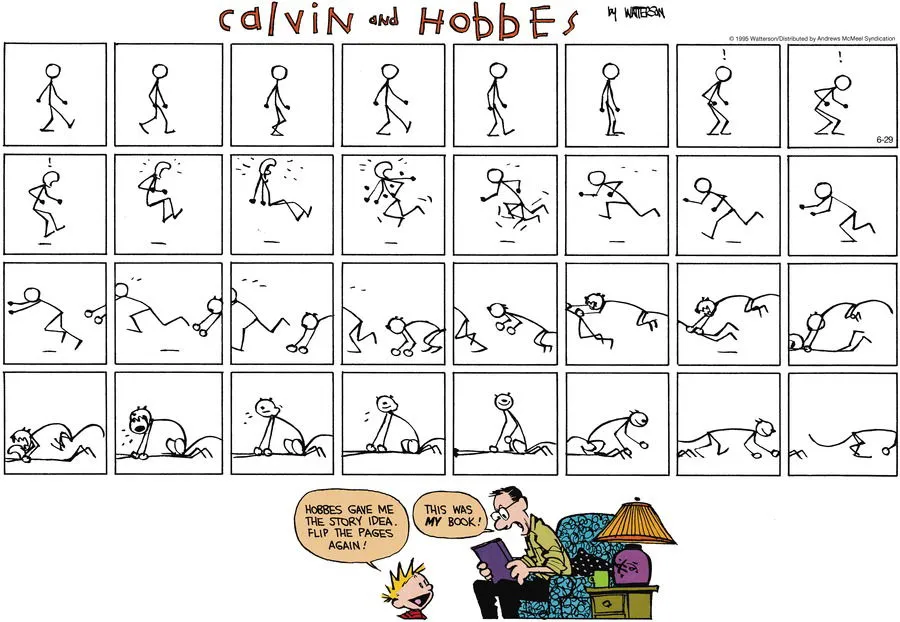 CALVIN and HOBBES by WATTERSON
© 1995 Watterson/Distributed by Andrews McMeel Syndication
!
!
6-29
!
HOBBES GAVE ME
THE STORY IDEA.
FLIP THE PAGES
AGAIN!
THIS WAS
MY BOOK!